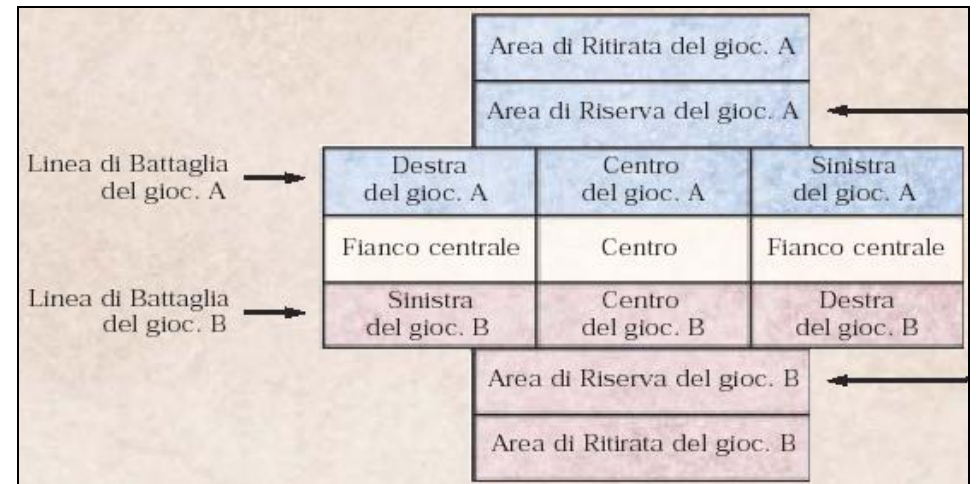 Area di Ritirata del gioc. A
Area di Riserva del gioc. A
Linea di Battaglia
del gioc. A
Destra
del gioc. A
Centro
del gioc. A
Sinistra
del gioc. A
Fianco centrale
Centro
Fianco centrale
Linea di Battaglia
del gioc. B
Sinistra
del gioc. B
Centro
del gioc. B
Destra
del gioc. B
Area di Riserva del gioc. B
Area di Ritirata del gioc. B